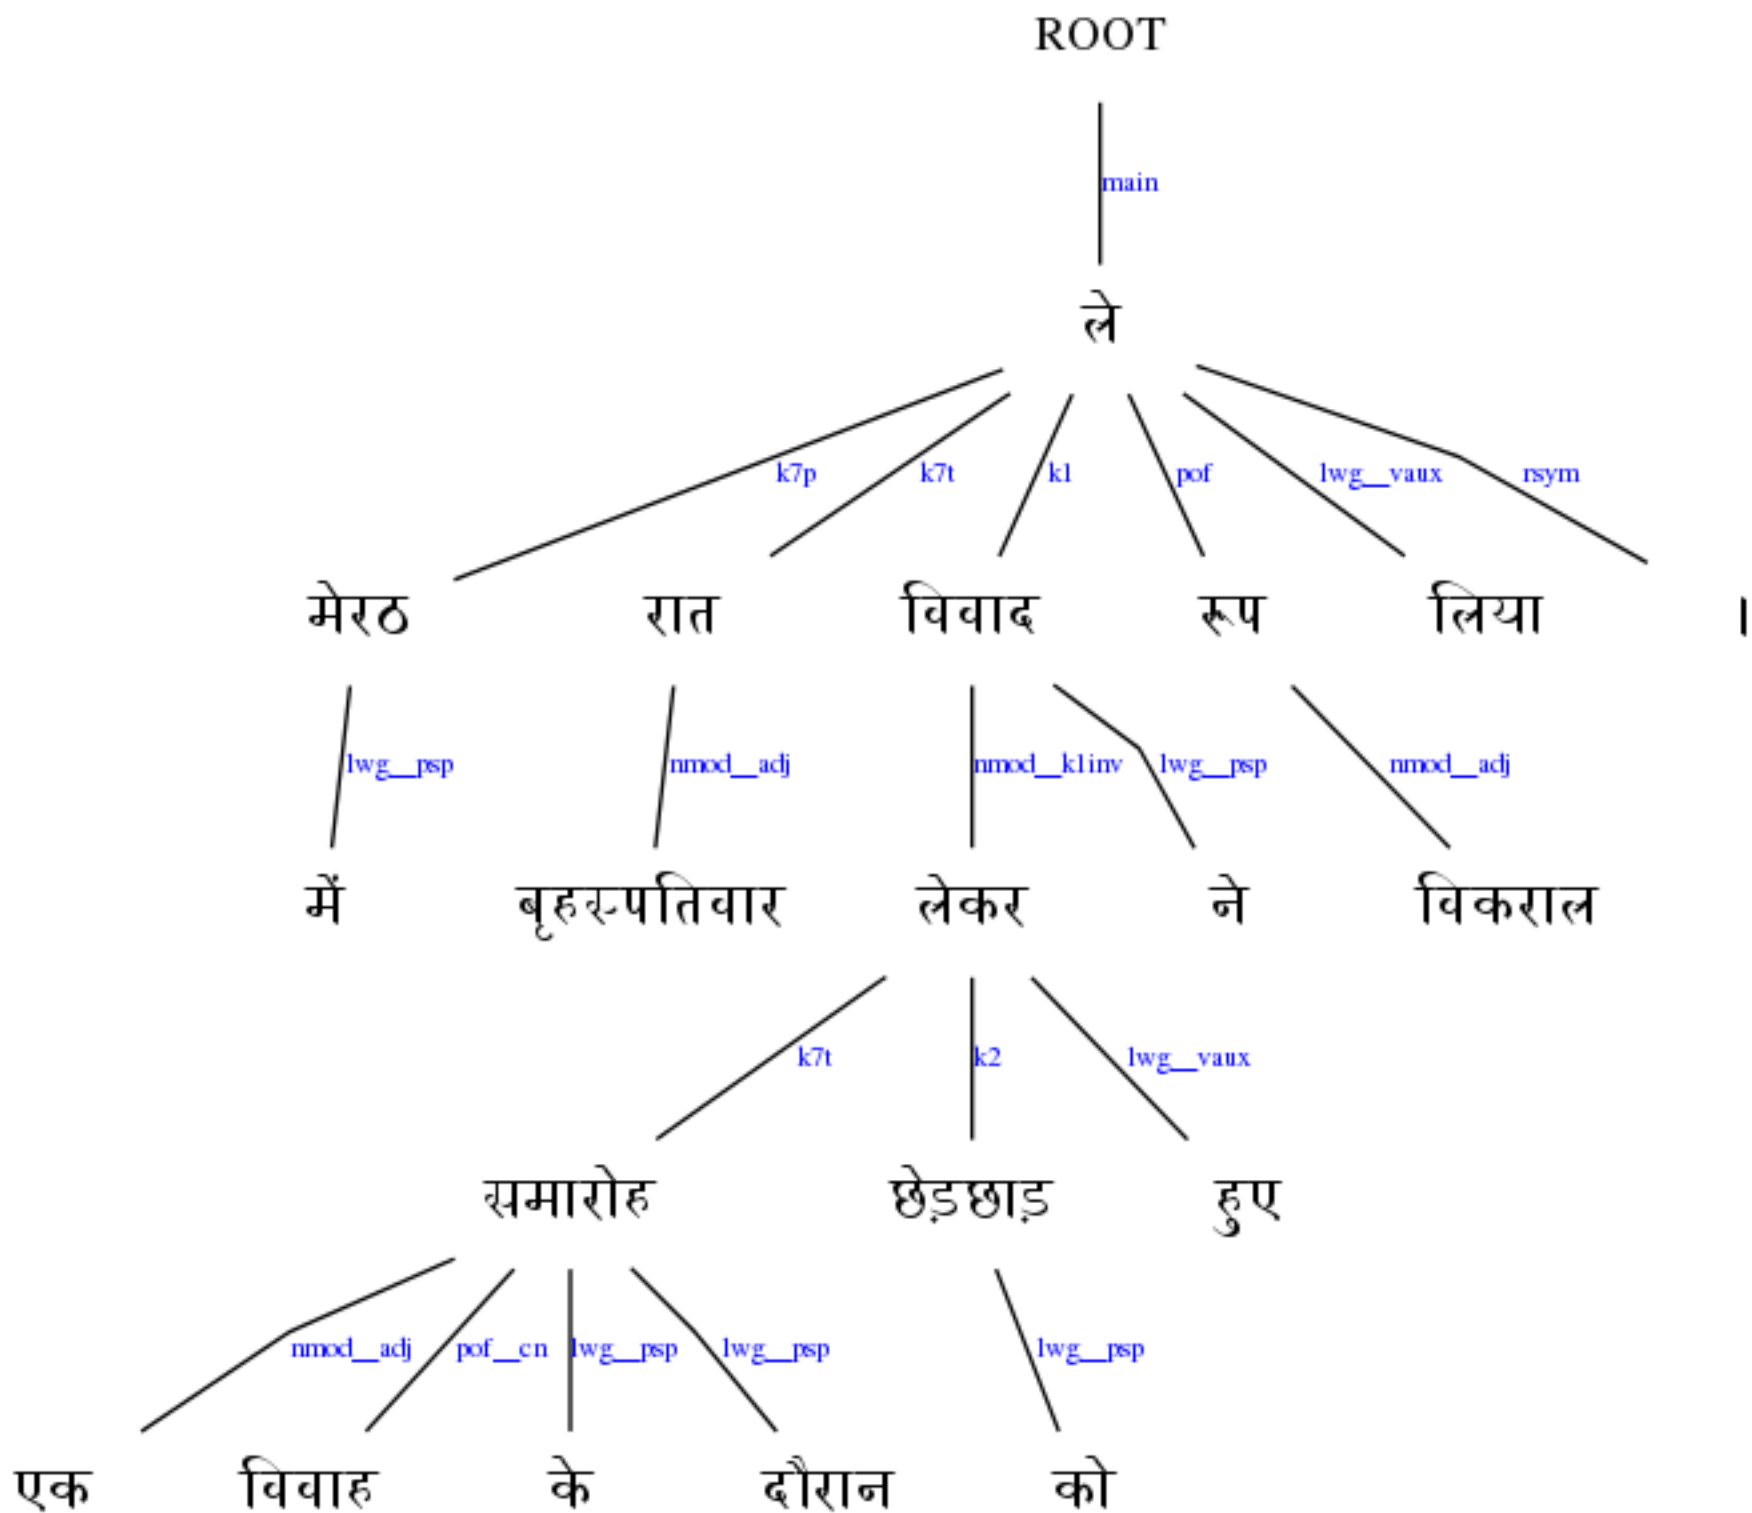 ROOT
main
ले
k7p k7t k1 pof lwg__vaux rsym
मेरठ रात विवाद रूप लिया ।
lwg__psp nmod__adj nmod__k1inv lwg__psp nmod__adj
में बृहस्पतिवार लेकर ने विकराल
k7t k2 lwg__vaux
समारोह छेड़छाड़ हुए
nmod__adj pof__cn lwg__psp lwg__psp lwg__psp
एक विवाह के दौरान को